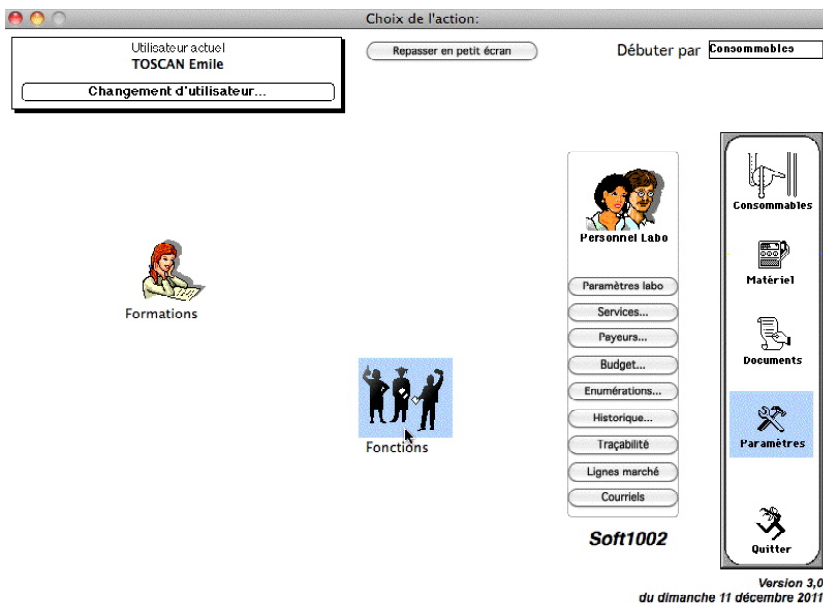 Choix de l'action:
Utilisateur actuel
TOSCAN Emile
Changement d'utilisateur...
Repasser en petit écran
Débuter par Consommables
Formations
Fonctions
Personnel Labo
Paramètres labo
Services...
Payeurs...
Budget...
Enumérations...
Historique...
Traçabilité
Lignes marché
Courriels
Soft1002
Consommables
Matériel
Documents
Paramètres
Quitter
Version 3,0
du dimanche 11 décembre 2011